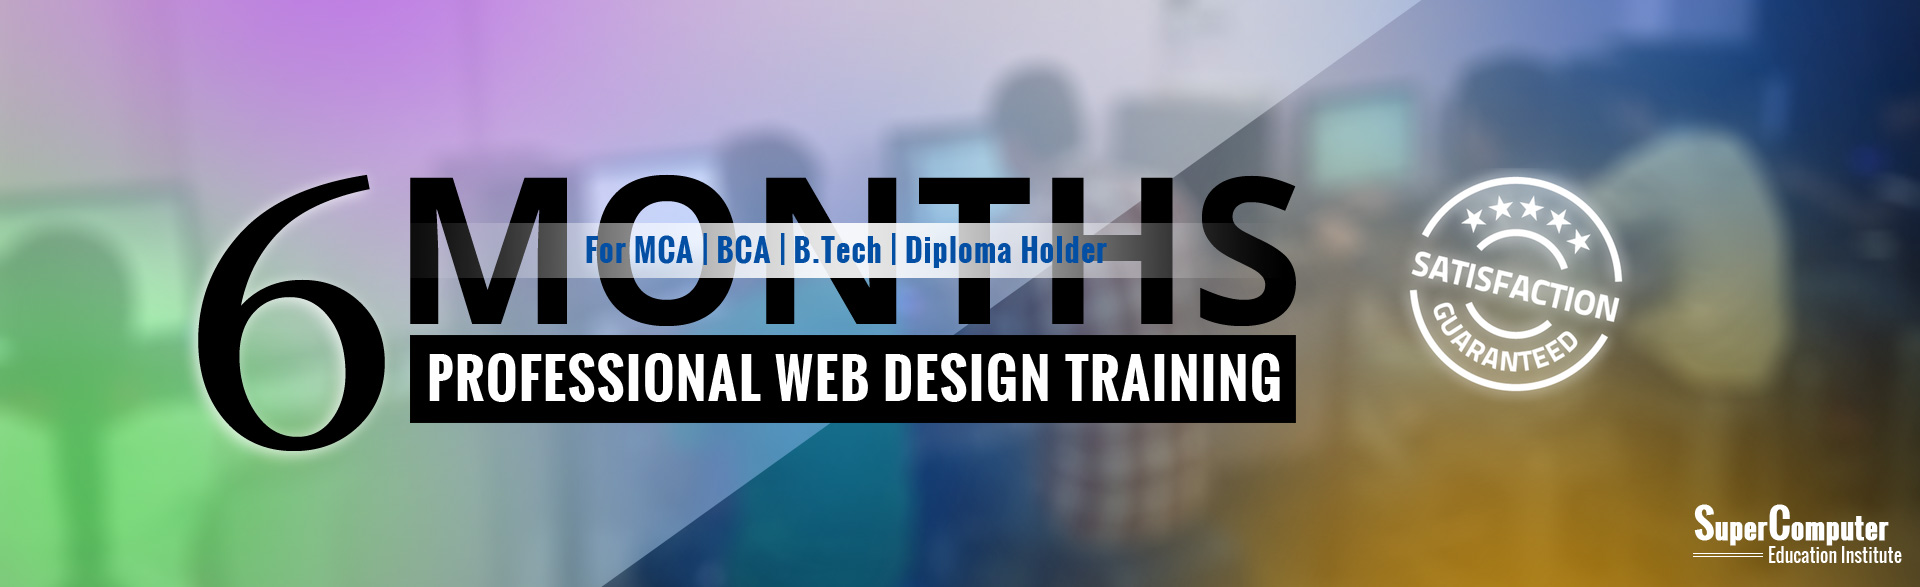 6 MONTHS
For MCA | BCA | B.Tech | Diploma Holder
PROFESSIONAL WEB DESIGN TRAINING
SATISFACTION
GUARANTEED
SuperComputer
Education Institute